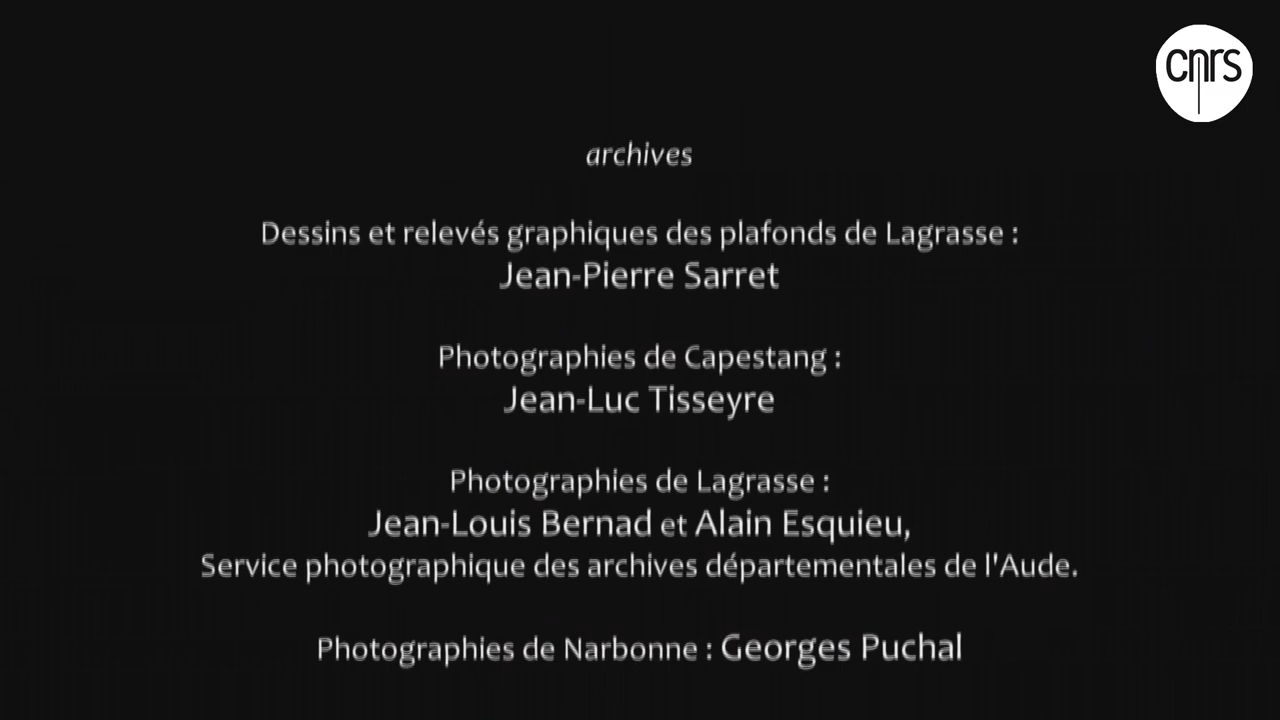 cnrs
archives
Dessins et relevés graphiques des plafonds de Lagrasse :
Jean-Pierre Sarret
Photographies de Capestang :
Jean-Luc Tisseyre
Photographies de Lagrasse :
Jean-Louis Bernad et Alain Esquieu,
Service photographique des archives départementales de l'Aude.
Photographies de Narbonne : Georges Puchal